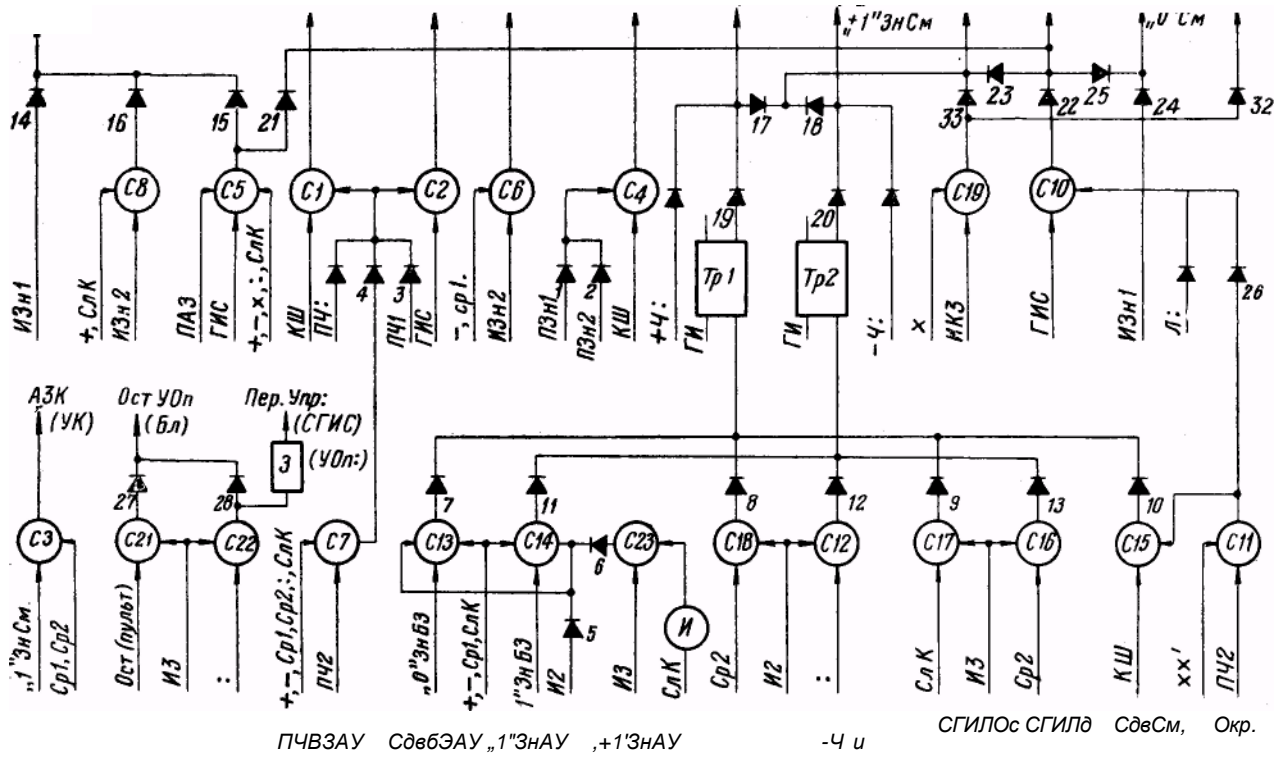 „+1"ЗнСм „0"См
14 16 15 21 17 18 23 25 33 22 24 32
С8 С5 С1 С2 С6 С4 С19 С10
19 20
Тр1 Тр2
4 3 1 2 26
ИЗн1
+, СлК
ИЗн2
ПАЗ
ГИС
+,-,х,:,СлК
КШ
ПЧ:
ПЧ1
ГИС
-, ср1.
ИЗн2
ПЗн1
ПЗн2
КШ
+Ч:
ГИ
ГИ
-Ч:
х
ИКЗ
ГИС
ИЗн1
Л:
АЗК
(УК)
Ост УОп
(Бл)
Пер. Упр:
(СГИС)
З
(УОп:)
27 28 7 11 8 12 9 13 10
С3 С21 С22 С7 С13 С14 6 С23 С18 С12 С17 С16 С15 С11
5 И
„1"ЗнСм.
Ср1,Ср2
Ост(пульт)
ИЗ
:
+,-,Ср1,Ср2,:,СлК
ПЧ2
„0"ЗнБЗ
+,-,Ср1,СлК
1"ЗнБЗ
И2
ИЗ
СлК
Ср2
И2
:
СлК
ИЗ
Ср2
КШ
хх'
ПЧ2
ПЧВЗАУ СдвбЭАУ „1"ЗнАУ ,+1'ЗнАУ -Ч и СГИЛОс СГИПд СдвСм, Окр.